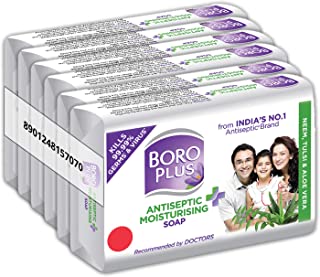 8901248157070
KILLS
99.99%
GERMS & VIRUS
BORO
PLUS
from INDIA'S NO.1
Antiseptic Brand
NEEM, TULSI & ALOE VERA
ANTISEPTIC +
MOISTURISING
SOAP
Recommended by DOCTORS